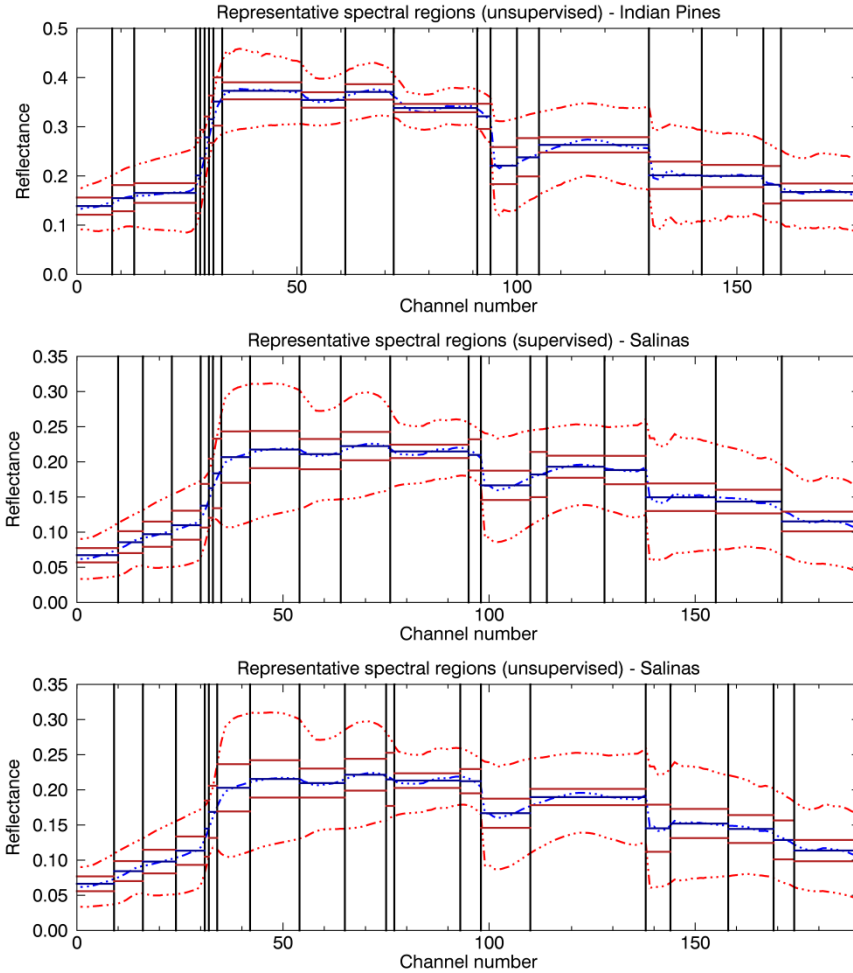 Representative spectral regions (unsupervised) - Indian Pines
0.5
0.4
0.3
0.2
0.1
0.0
Reflectance
0 50 100 150
Channel number
Representative spectral regions (supervised) - Salinas
0.35
0.30
0.25
0.20
0.15
0.10
0.05
0.00
Reflectance
0 50 100 150
Channel number
Representative spectral regions (unsupervised) - Salinas
0.35
0.30
0.25
0.20
0.15
0.10
0.05
0.00
Reflectance
0 50 100 150
Channel number